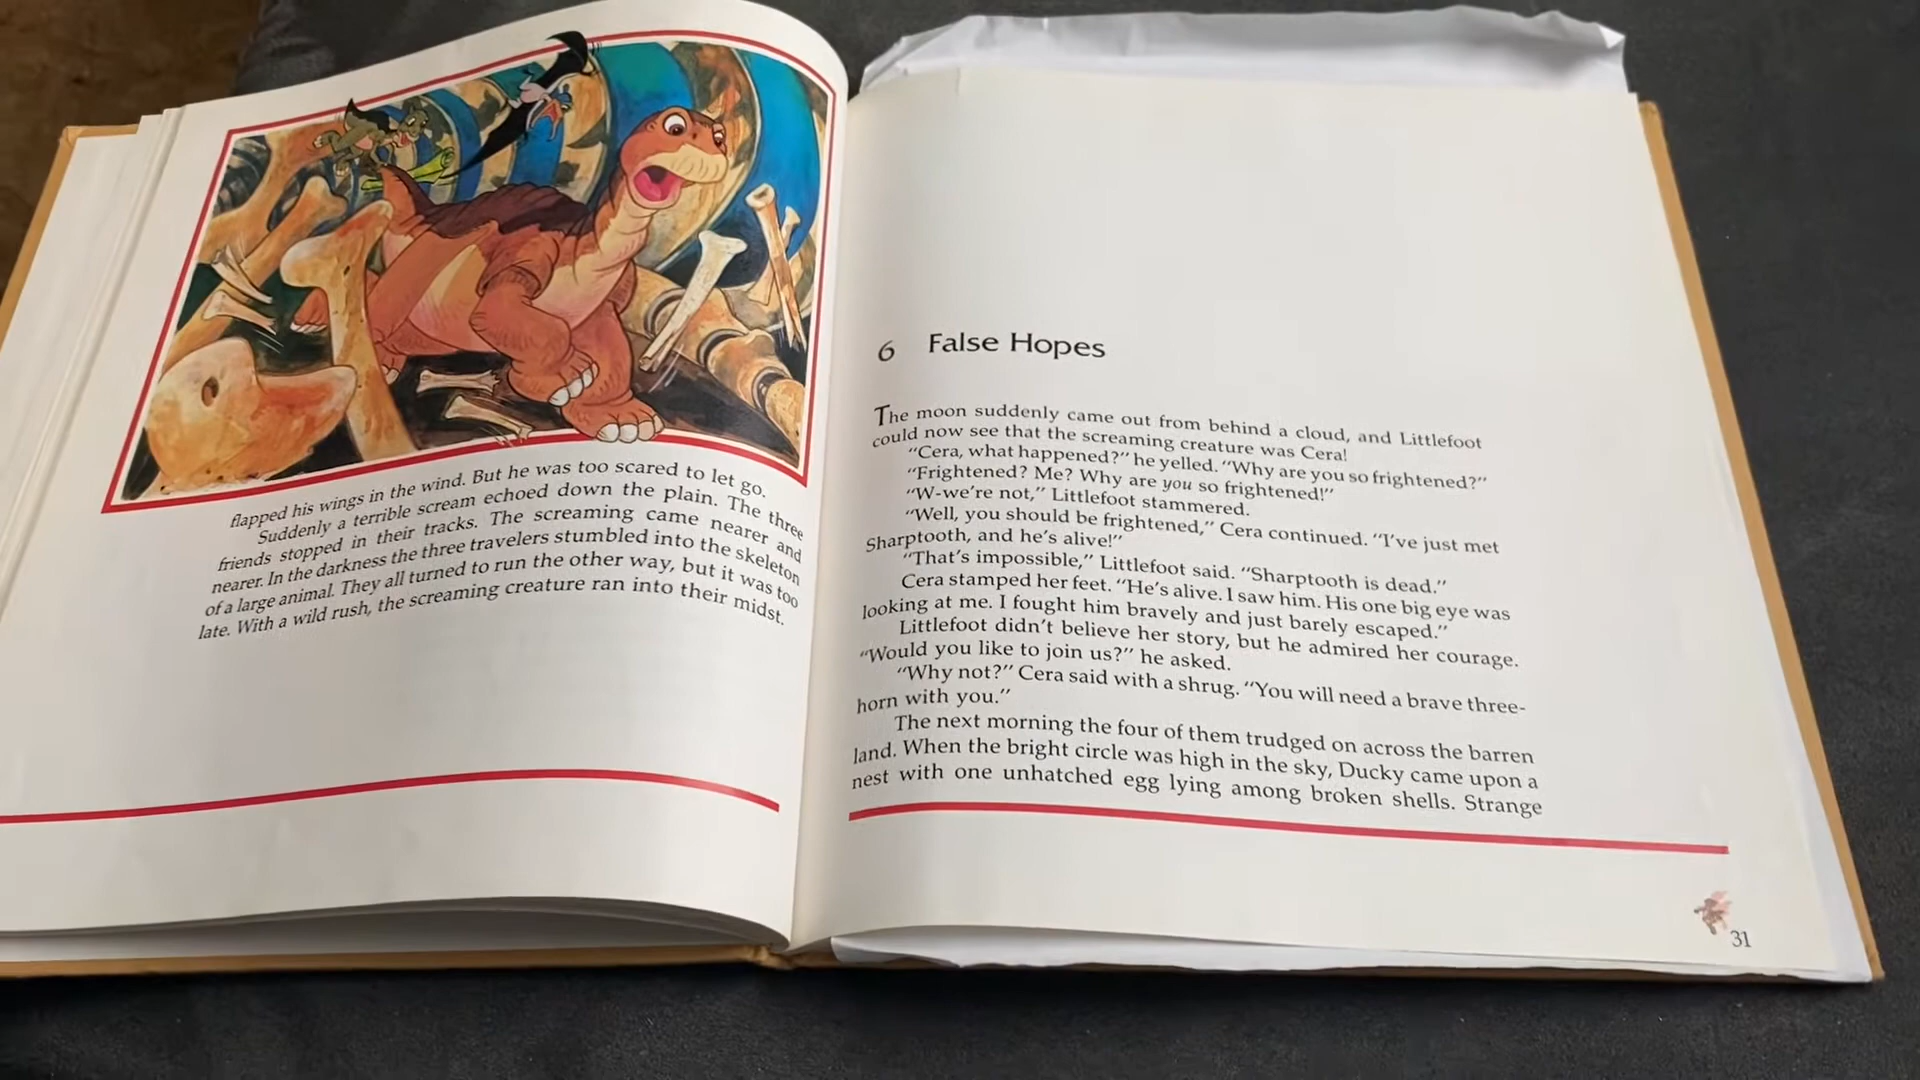 flapped his wings in the wind. But he was too scared to let go.
Suddenly a terrible scream echoed down the plain. The three
friends stopped in their tracks. The screaming came nearer and
nearer. In the darkness the three travelers stumbled into the skeleton
of a large animal. They all turned to run the other way, but it was too
late. With a wild rush, the screaming creature ran into their midst.
6 False Hopes
The moon suddenly came out from behind a cloud, and Littlefoot
could now see that the screaming creature was Cera!
“Cera, what happened?” he yelled. “Why are you so frightened?”
“Frightened? Me? Why are you so frightened!”
“W-we’re not,” Littlefoot stammered.
“Well, you should be frightened,” Cera continued. “I’ve just met
Sharptooth, and he’s alive!”
“That’s impossible,” Littlefoot said. “Sharptooth is dead.”
Cera stamped her feet. “He’s alive. I saw him. His one big eye was
looking at me. I fought him bravely and just barely escaped.”
Littlefoot didn’t believe her story, but he admired her courage.
“Would you like to join us?” he asked.
“Why not?” Cera said with a shrug. “You will need a brave three-
horn with you.”
The next morning the four of them trudged on across the barren
land. When the bright circle was high in the sky, Ducky came upon a
nest with one unhatched egg lying among broken shells. Strange
31